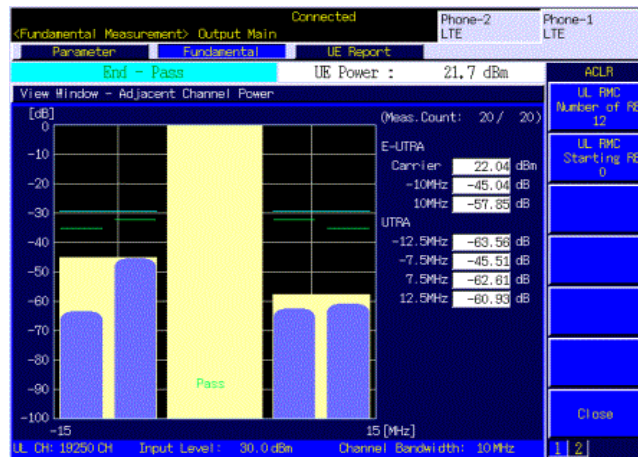 Connected
<Fundamental Measurement> Output Main
Phone-2
LTE
Phone-1
LTE
Parameter Fundamental UE Report
End - Pass UE Power : 21.7 dBm
View Window - Adjacent Channel Power
[dB]
(Meas.Count: 20/ 20)
0
-10
-20
-30
-40
-50
-60
-70
-80
-90
-100
-15 15 [MHz]
Pass
E-UTRA
Carrier 22.04 dBm
-10MHz -45.04 dB
10MHz -57.85 dB
UTRA
-12.5MHz -63.56 dB
-7.5MHz -45.51 dB
7.5MHz -62.61 dB
12.5MHz -60.93 dB
UL CH: 19250 CH Input Level: 30.0 dBm Channel Bandwidth: 10 MHz
ACLR
UL RMC
Number of RB
12
UL RMC
Starting RB
0
Close
1 2